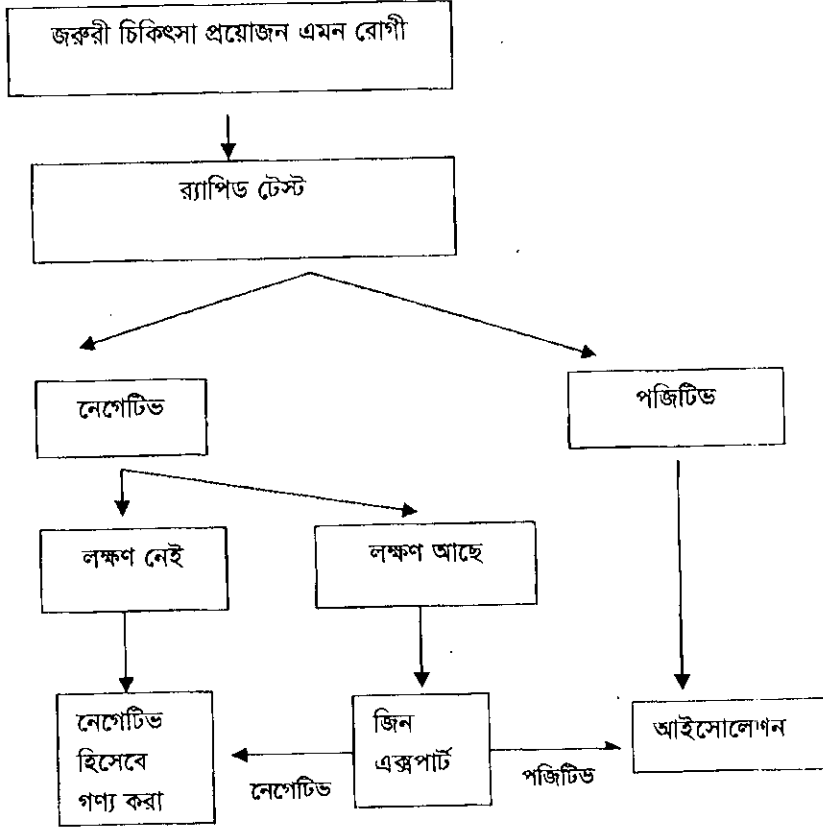 জরুরী চিকিৎসা প্রয়োজন এমন রোগী
র‍্যাপিড টেস্ট
নেগেটিভ
পজিটিভ
লক্ষণ নেই
লক্ষণ আছে
নেগেটিভ
হিসেবে
গণ্য করা
নেগেটিভ
জিন
এক্সপার্ট
পজিটিভ
আইসোলেশন